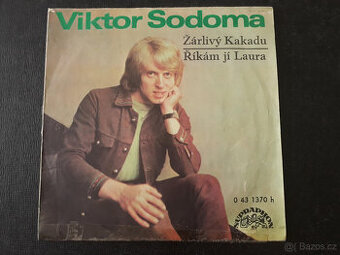 Viktor Sodoma
Žárlivý Kakadu
Říkám jí Laura
0 43 1370 h
SUPRAPHON
Bazos.cz